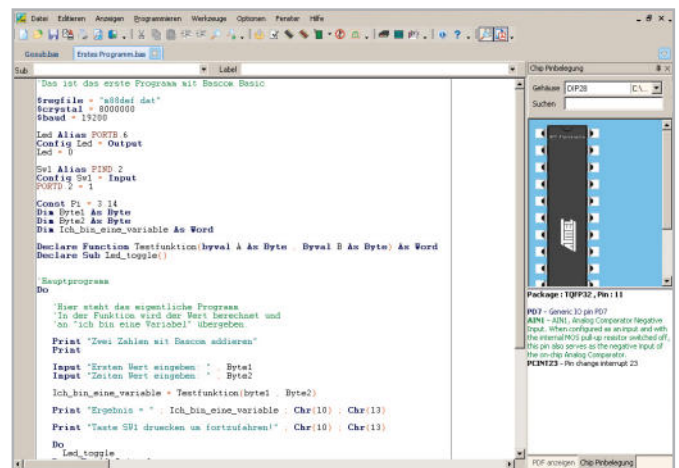 Datei Editieren Anzeigen Programmieren Werkzeuge Optionen Fenster Hilfe
Gosub.bas Erstes Programm.bas
Sub Label
'Das ist das erste Programm mit Bascom Basic
$regfile = "m88def.dat"
$crystal = 8000000
$baud = 19200
Led Alias PORTB.6
Config Led = Output
Led = 0
Sw1 Alias PIND.2
Config Sw1 = Input
PORTD.2 = 1
Const Pi = 3.14
Dim Byte1 As Byte
Dim Byte2 As Byte
Dim Ich_bin_eine_variable As Word
Declare Function Testfunktion(byval A As Byte , Byval B As Byte) As Word
Declare Sub Led_toggle()
'Hauptprogramm
Do
'Hier steht das eigentliche Programm
'In der Funktion wird der Wert berechnet und
'an "ich bin eine Variabel" übergeben.
Print "Zwei Zahlen mit Bascom addieren"
Print
Input "Ersten Wert eingeben: " , Byte1
Input "Zeiten Wert eingeben: " , Byte2
Ich_bin_eine_variable = Testfunktion(byte1 , Byte2)
Print "Ergebnis = " ; Ich_bin_eine_variable ; Chr(10) ; Chr(13)
Print "Taste SW1 druecken um fortzufahren!" ; Chr(10) ; Chr(13)
Do
Led_toggle
Chip Pinbelegung
Gehäuse DIP28
Suchen
ATMEL
Package : TQFP32 , Pin : 11
PD7 - Generic IO pin PD7
AIN1 - AIN1, Analog Comparator Negative
Input. When configured as an input and with
the internal MOS pull-up resistor switched off,
this pin also serves as the negative input of
the on-chip Analog Comparator.
PCINT23 - Pin change interrupt 23
PDF anzeigen Chip Pinbelegung